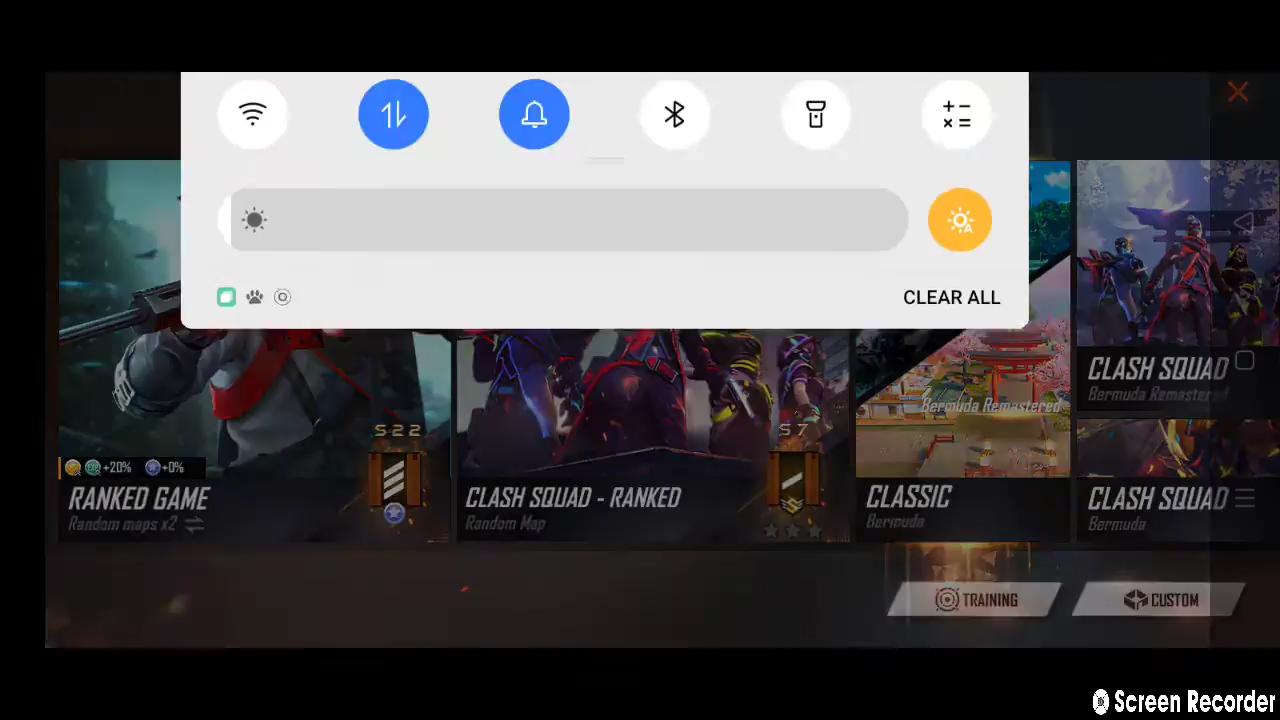 CLEAR ALL
S22
+20% +0%
RANKED GAME
Random maps x2
S7
CLASH SQUAD - RANKED
Random Map
Bermuda Remastered
CLASSIC
Bermuda
CLASH SQUAD
Bermuda Remastered
CLASH SQUAD
Bermuda
TRAINING
CUSTOM
Screen Recorder